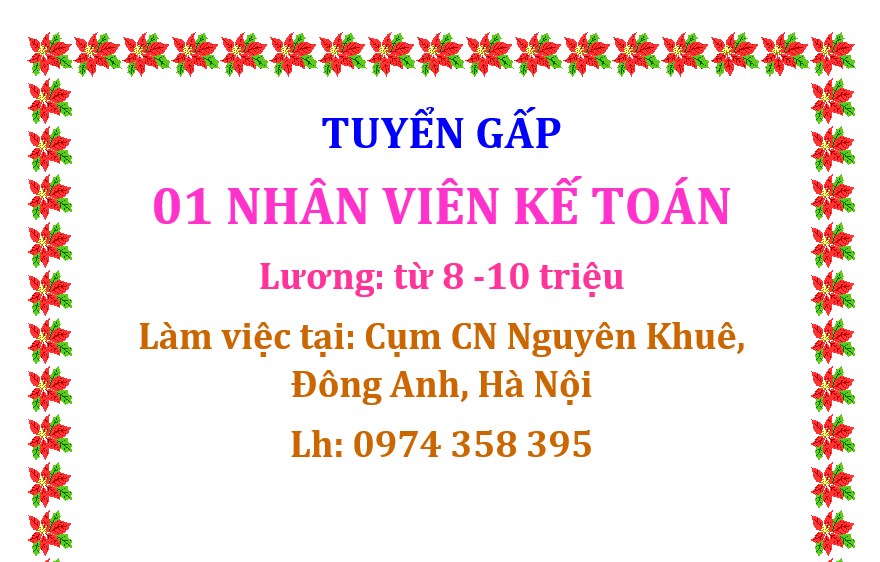 TUYỂN GẤP
01 NHÂN VIÊN KẾ TOÁN
Lương: từ 8 -10 triệu
Làm việc tại: Cụm CN Nguyên Khuê,
Đông Anh, Hà Nội
Lh: 0974 358 395